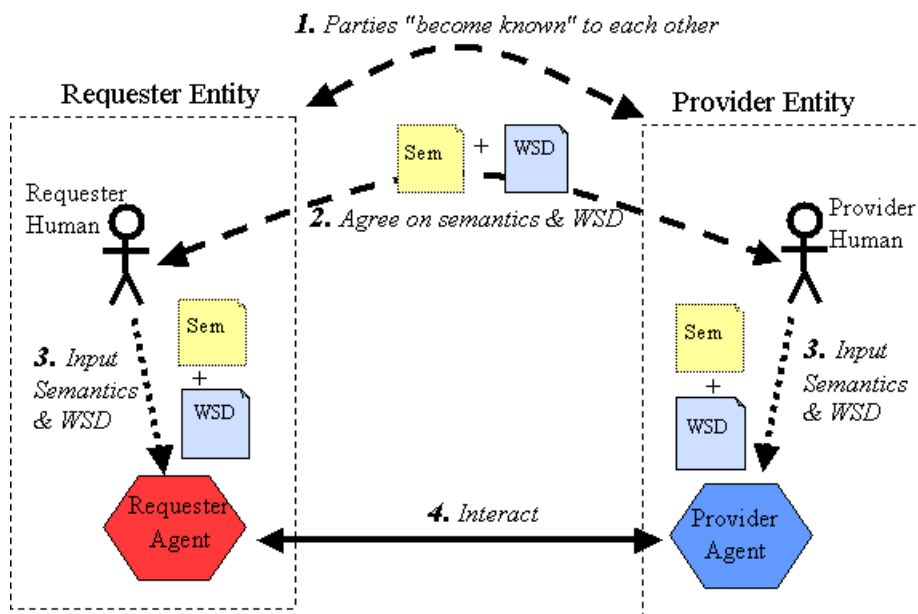 1. Parties "become known" to each other
Requester Entity
Provider Entity
Sem
+
WSD
Requester
Human
2. Agree on semantics & WSD
Provider
Human
Sem
+
WSD
3. Input
Semantics
& WSD
Sem
+
WSD
3. Input
Semantics
& WSD
Requester
Agent
4. Interact
Provider
Agent